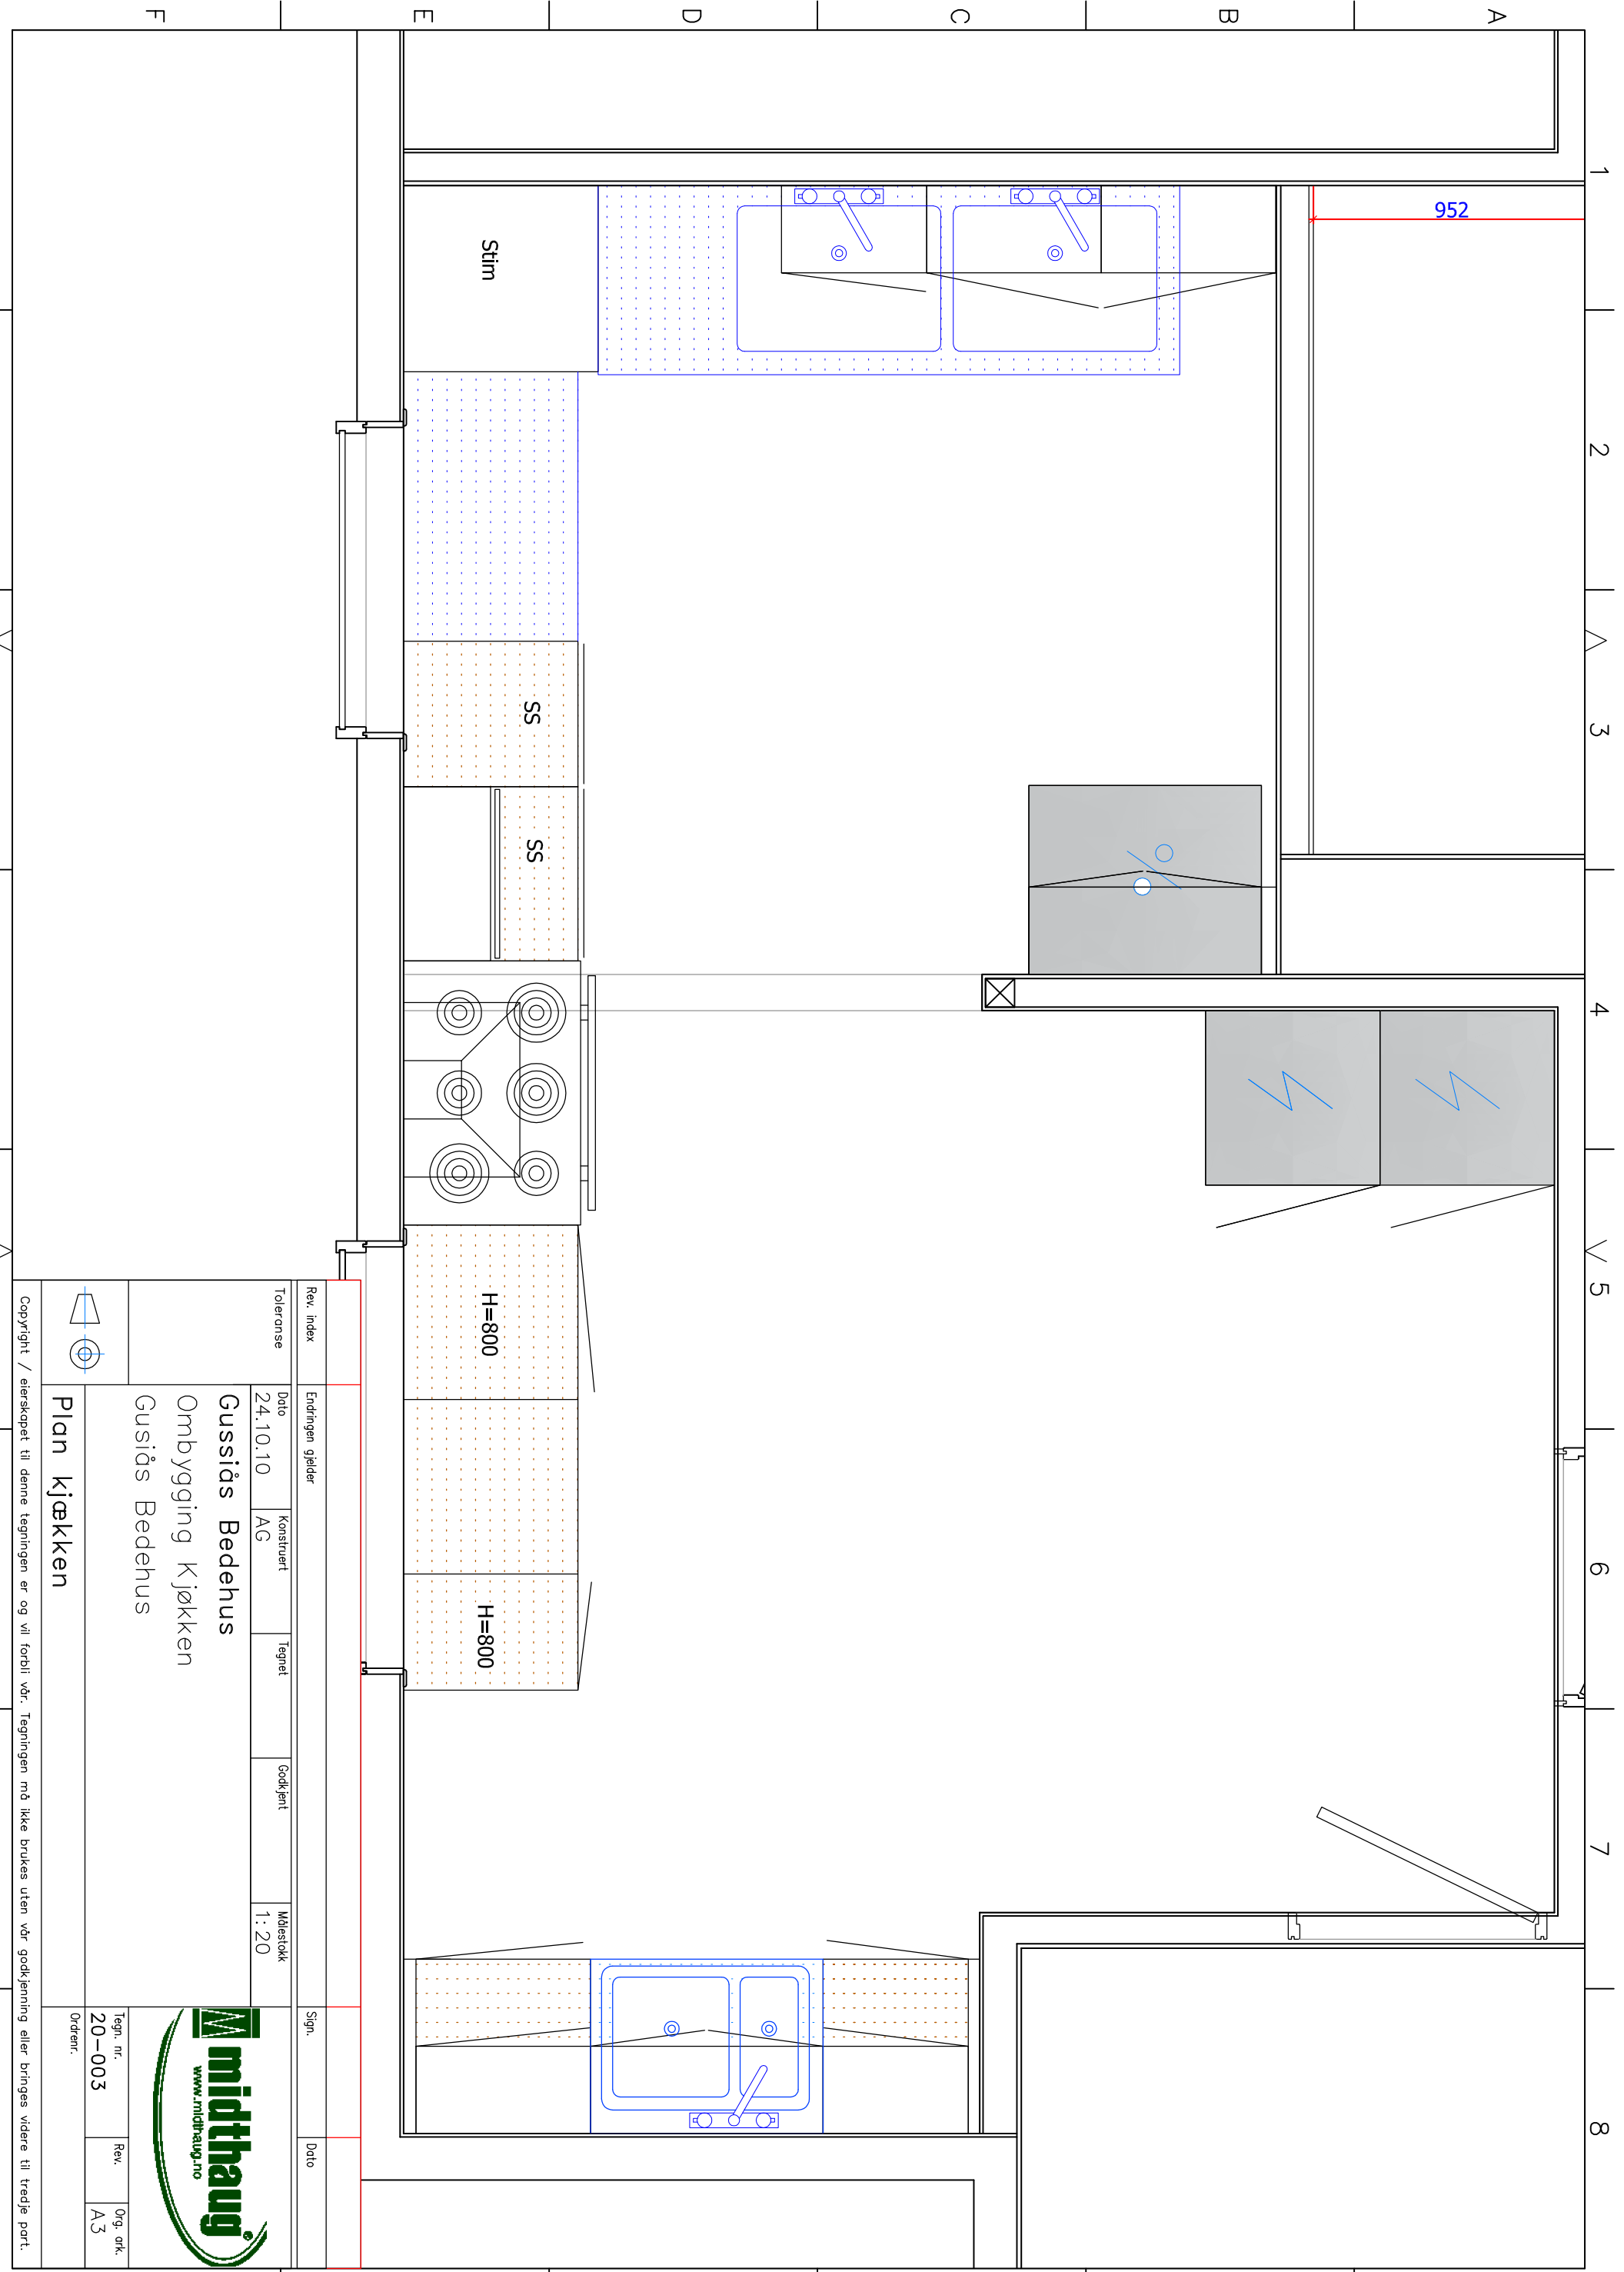 1
2
3
4
5
6
7
8
A
B
C
D
E
F
952
Stim
SS
SS
H=800
H=800
Rev. index
Endringen gjelder
Sign.
Dato
Toleranse
Dato
24.10.10
Konstruert
AG
Tegnet
Godkjent
Målestokk
1:20
Gussiås Bedehus
Ombygging Kjøkken
Gusiås Bedehus
M midthaug®
www.midthaug.no
Plan kjækken
Tegn. nr.
20-003
Rev.
Org. ark.
A3
Ordrenr.
Copyright / eierskapet til denne tegningen er og vil forbli vår. Tegningen må ikke brukes uten vår godkjenning eller bringes videre til tredje part.